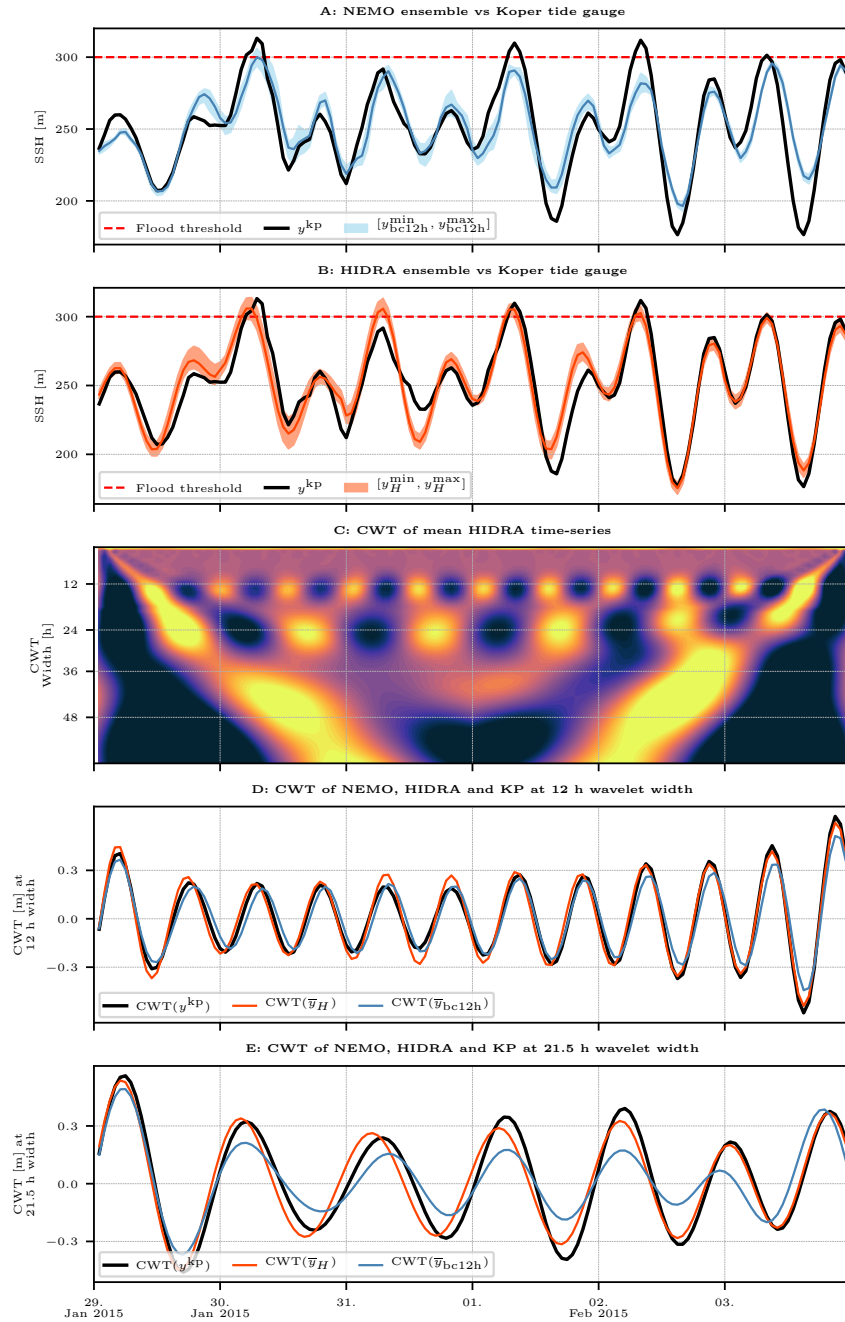 A: NEMO ensemble vs Koper tide gauge
300
250
200
SSH [m]
Flood threshold
y^kp
[y^min_bc12h, y^max_bc12h]
B: HIDRA ensemble vs Koper tide gauge
300
250
200
SSH [m]
Flood threshold
y^kp
[y^min_H, y^max_H]
C: CWT of mean HIDRA time-series
12
24
36
48
CWT
Width [h]
D: CWT of NEMO, HIDRA and KP at 12 h wavelet width
0.3
0.0
−0.3
CWT [m] at
12 h width
CWT(y^kp)
CWT(y̅_H)
CWT(y̅_bc12h)
E: CWT of NEMO, HIDRA and KP at 21.5 h wavelet width
0.3
0.0
−0.3
CWT [m] at
21.5 h width
CWT(y^kp)
CWT(y̅_H)
CWT(y̅_bc12h)
29.
Jan 2015
30.
Jan 2015
31.
01.
02.
Feb 2015
03.